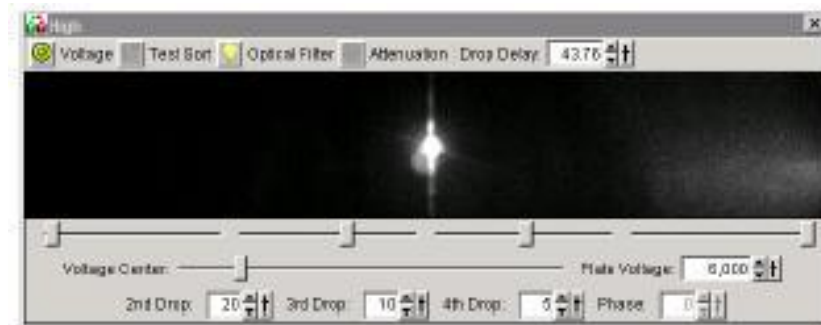 High
Voltage Test Sort Optical Filter Attenuation Drop Delay: 43.76
Voltage Center: Plate Voltage: 6,000
2nd Drop: 20 3rd Drop: 10 4th Drop: 5 Phase: 0